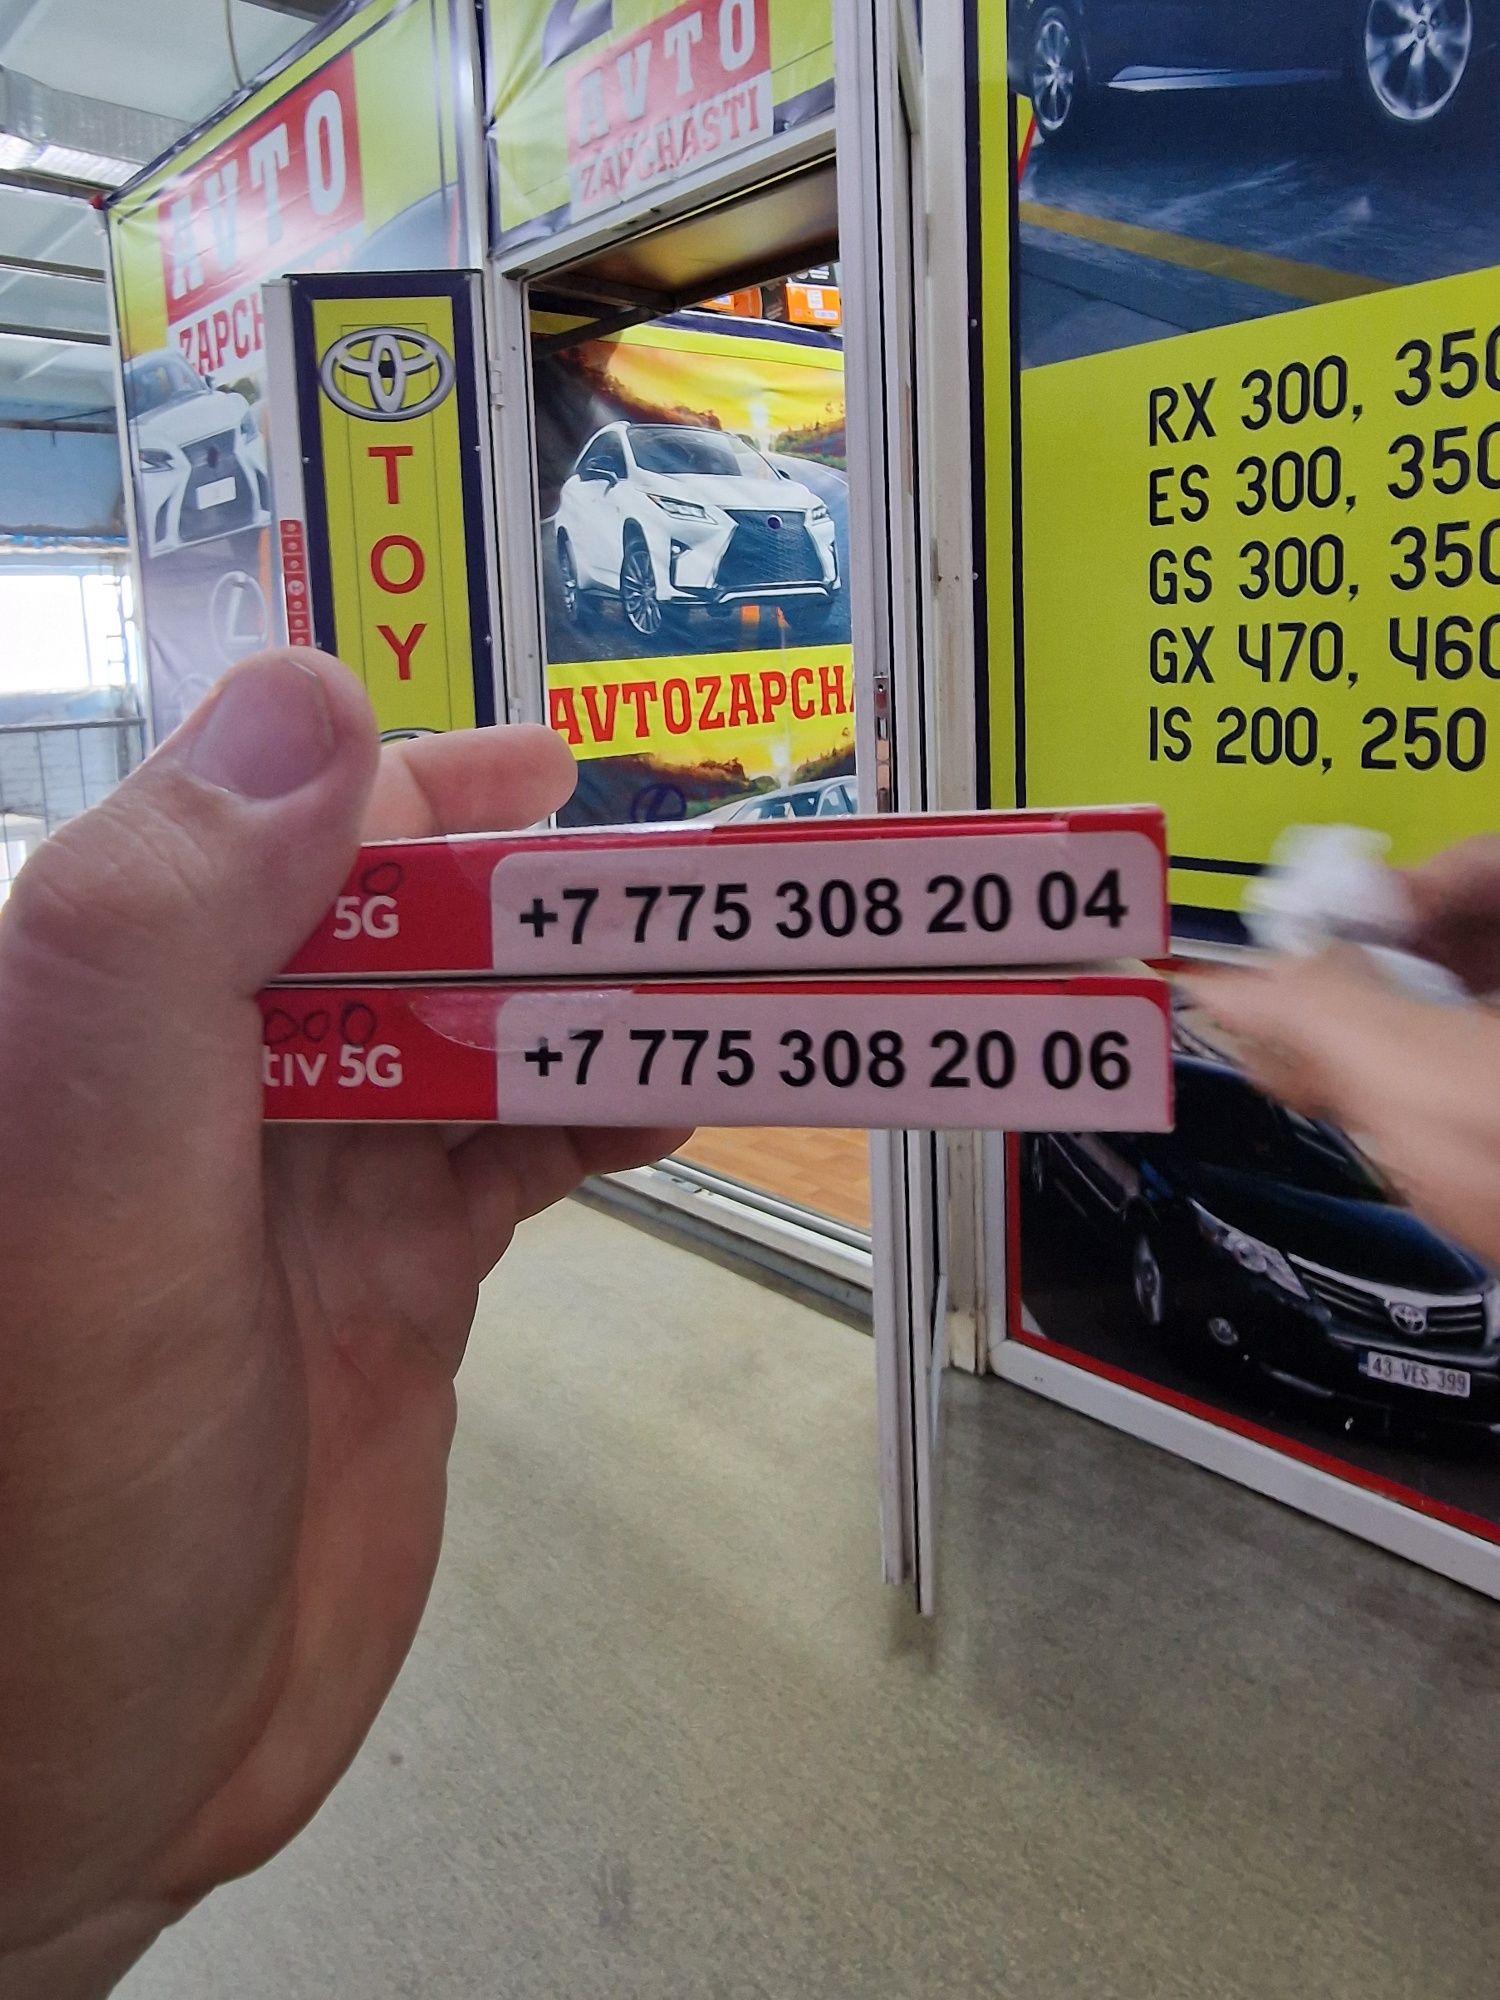 AVTO
ZAPCH
AVTO
ZAPCHASTI
TOY
AVTOZAPCHA
RX 300, 350
ES 300, 350
GS 300, 350
GX 470, 460
IS 200, 250
5G
+7 775 308 20 04
000
tiv 5G
+7 775 308 20 06
43 VES 399